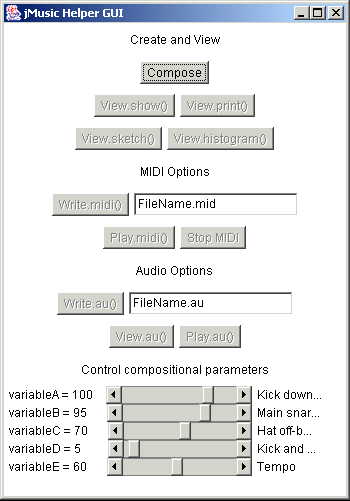 jMusic Helper GUI
Create and View
Compose
View.show() View.print()
View.sketch() View.histogram()
MIDI Options
Write.midi() FileName.mid
Play.midi() Stop MIDI
Audio Options
Write.au() FileName.au
View.au() Play.au()
Control compositional parameters
variableA = 100 Kick down...
variableB = 95 Main snar...
variableC = 70 Hat off-b...
variableD = 5 Kick and ...
variableE = 60 Tempo